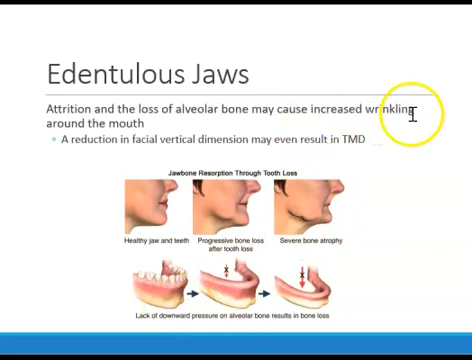 Edentulous Jaws
Attrition and the loss of alveolar bone may cause increased wrinkling
around the mouth
A reduction in facial vertical dimension may even result in TMD
Jawbone Resorption Through Tooth Loss
Healthy jaw and teeth
Progressive bone loss
after tooth loss
Severe bone atrophy
X
X
Lack of downward pressure on alveolar bone results in bone loss